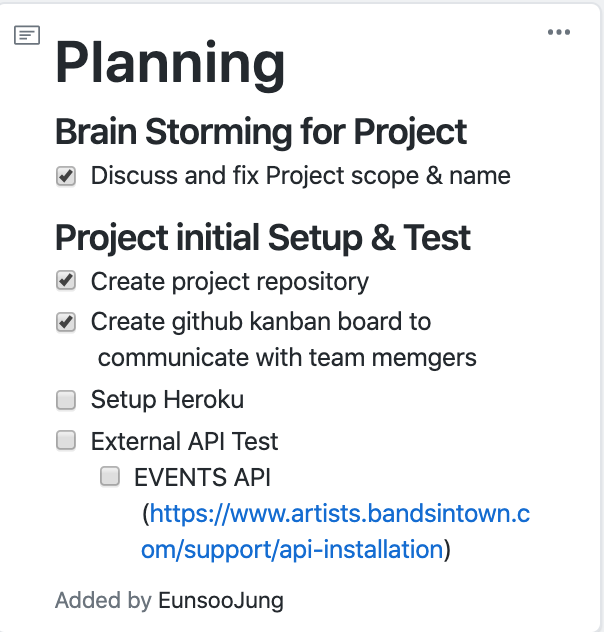 Planning
Brain Storming for Project
Discuss and fix Project scope & name
Project initial Setup & Test
Create project repository
Create github kanban board to
communicate with team memgers
Setup Heroku
External API Test
EVENTS API
(https://www.artists.bandsintown.c
om/support/api-installation)
Added by EunsooJung